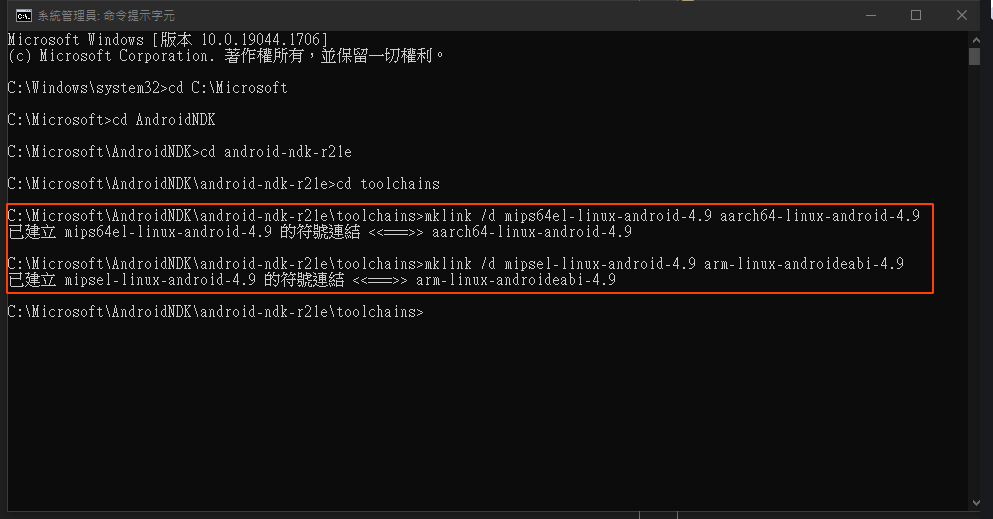 系統管理員: 命令提示字元
Microsoft Windows [版本 10.0.19044.1706]
(c) Microsoft Corporation. 著作權所有，並保留一切權利。
C:\Windows\system32>cd C:\Microsoft
C:\Microsoft>cd AndroidNDK
C:\Microsoft\AndroidNDK>cd android-ndk-r21e
C:\Microsoft\AndroidNDK\android-ndk-r21e>cd toolchains
C:\Microsoft\AndroidNDK\android-ndk-r21e\toolchains>mklink /d mips64el-linux-android-4.9 aarch64-linux-android-4.9
已建立 mips64el-linux-android-4.9 的符號連結 <<===>> aarch64-linux-android-4.9
C:\Microsoft\AndroidNDK\android-ndk-r21e\toolchains>mklink /d mipsel-linux-android-4.9 arm-linux-androideabi-4.9
已建立 mipsel-linux-android-4.9 的符號連結 <<===>> arm-linux-androideabi-4.9
C:\Microsoft\AndroidNDK\android-ndk-r21e\toolchains>